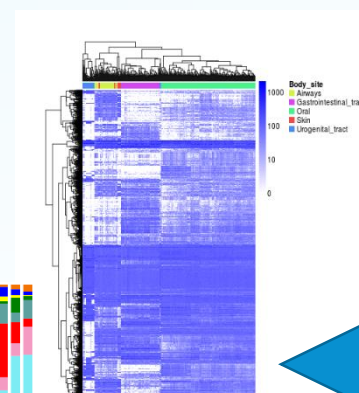 Body_site
Airways
Gastrointestinal_tra
Oral
Skin
Urogenital_tract
1000
100
10
0